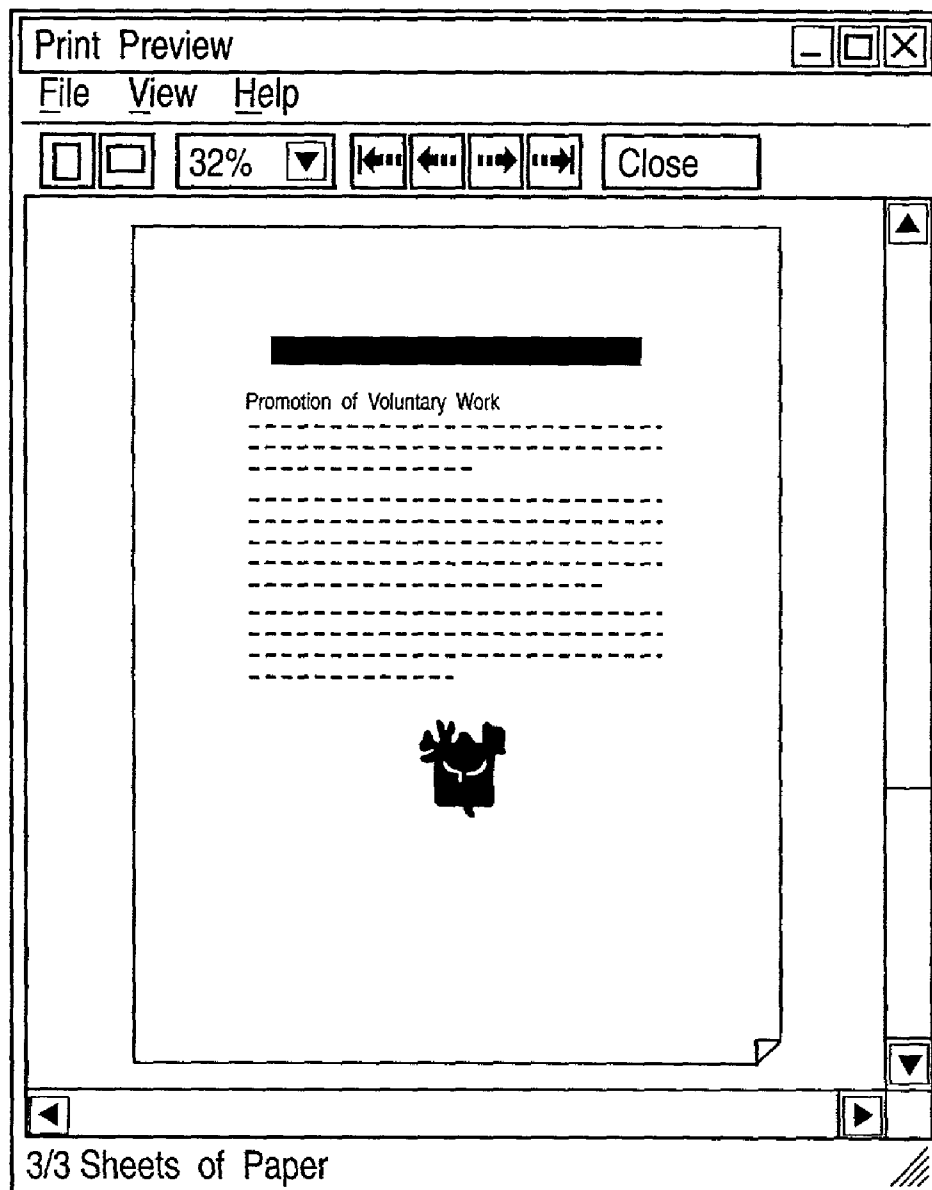 Print Preview
File View Help
32% Close
Promotion of Voluntary Work
3/3 Sheets of Paper